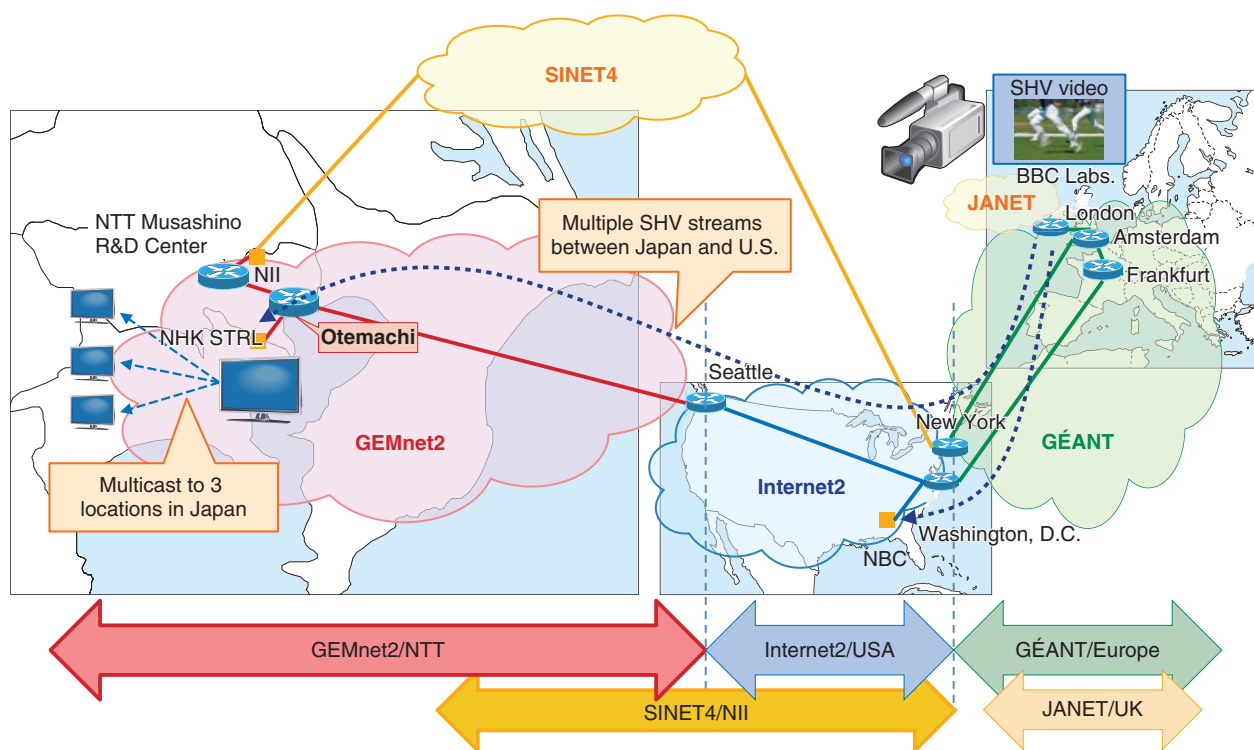 SINET4
SHV video
BBC Labs.
JANET
London
Amsterdam
Frankfurt
NTT Musashino
R&D Center
Multiple SHV streams
between Japan and U.S.
NII
NHK STRL
Otemachi
Seattle
New York
GEMnet2
GÉANT
Multicast to 3
locations in Japan
Internet2
Washington, D.C.
NBC
GEMnet2/NTT
Internet2/USA
GÉANT/Europe
SINET4/NII
JANET/UK